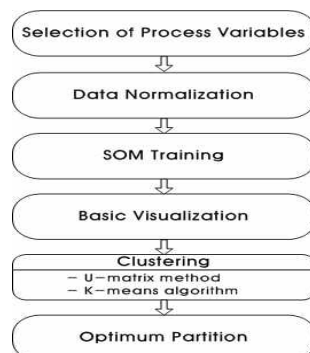 Selection of Process Variables
Data Normalization
SOM Training
Basic Visualization
Clustering
- U-matrix method
- K-means algorithm
Optimum Partition